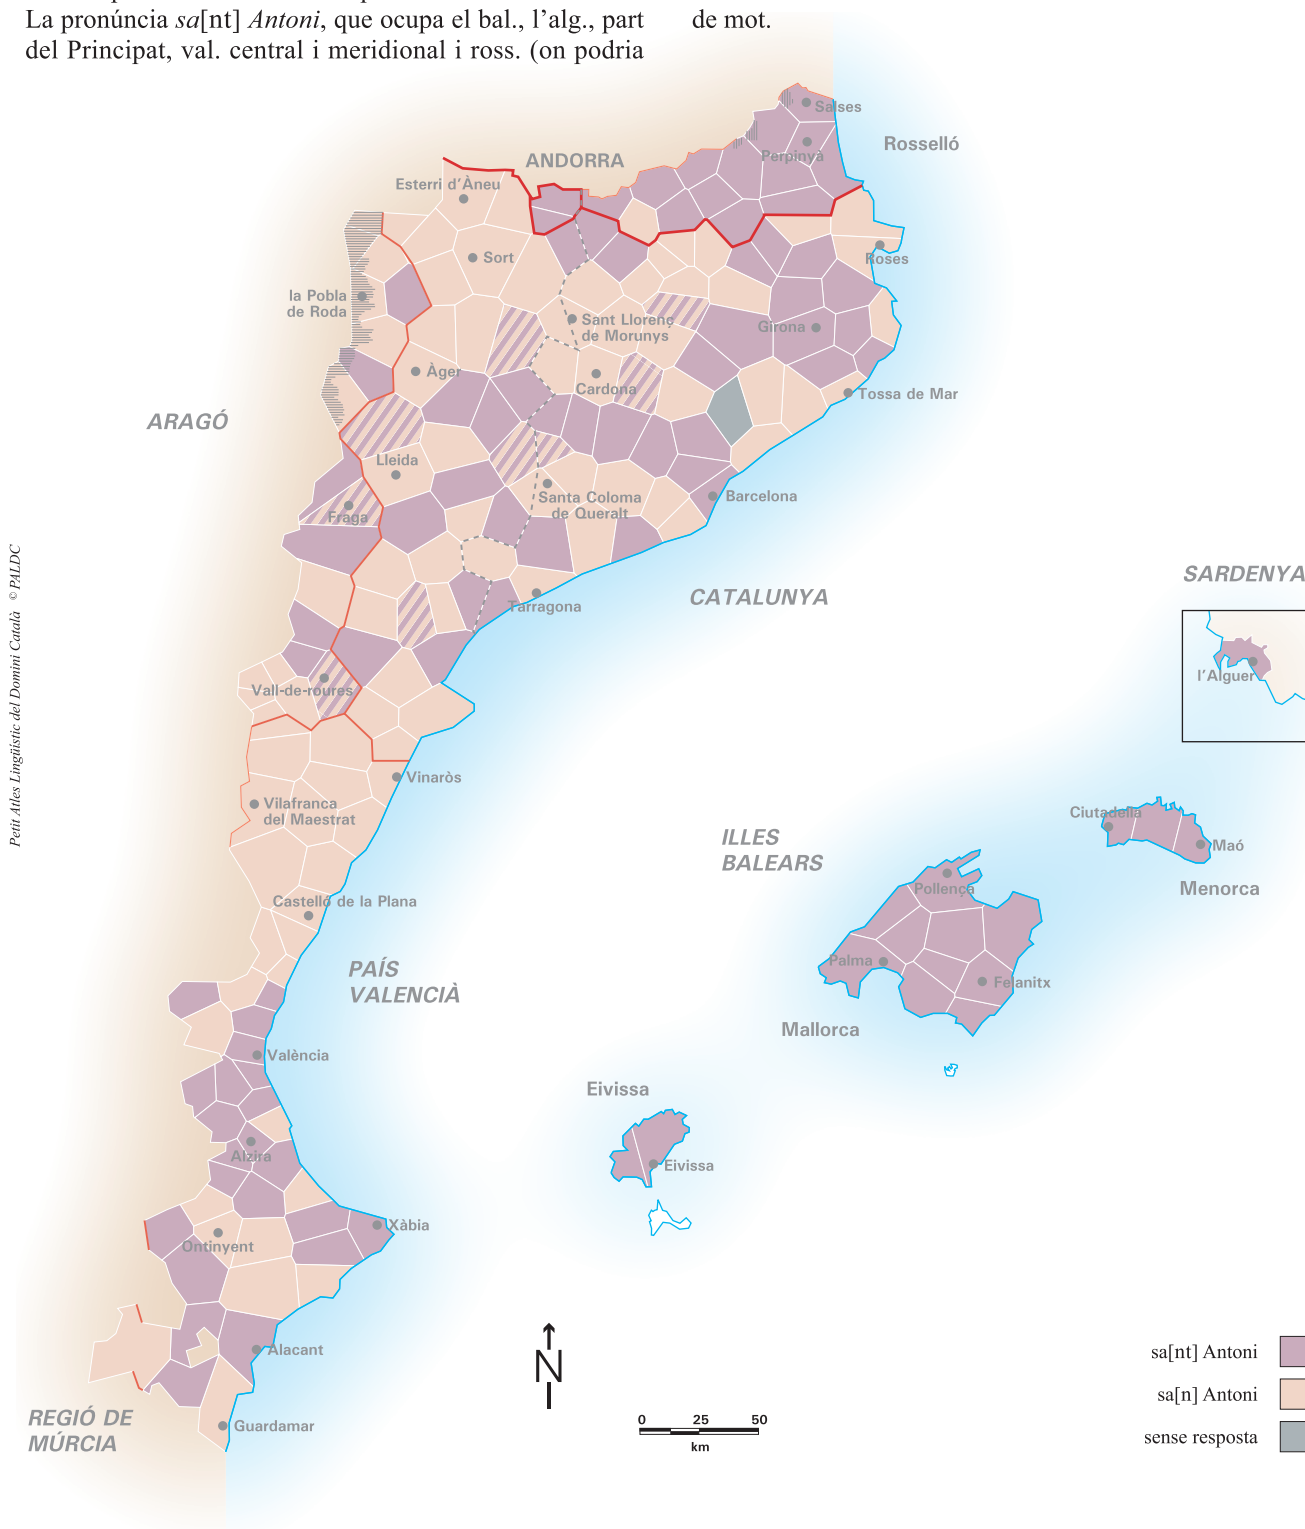 La pronúncia sa[nt] Antoni, que ocupa el bal., l’alg., part
del Principat, val. central i meridional i ross. (on podria
de mot.
Salses
Rosselló
Perpinyà
ANDORRA
Esterri d’Àneu
Roses
Sort
la Pobla
de Roda
Sant Llorenç
de Morunys
Girona
Àger
Cardona
Tossa de Mar
ARAGÓ
Lleida
Santa Coloma
de Queralt
Barcelona
Fraga
Petit Atles Lingüístic del Domini Català © PALDC
SARDENYA
CATALUNYA
Tarragona
l’Alguer
Vall-de-roures
Vinaròs
Vilafranca
del Maestrat
Ciutadella
ILLES
BALEARS
Maó
Pollença
Menorca
Castelló de la Plana
PAÍS
VALENCIÀ
Palma
Felanitx
Mallorca
València
Eivissa
Alzira
Eivissa
Xàbia
Ontinyent
Alacant
N
sa[nt] Antoni
sa[n] Antoni
sense resposta
REGIÓ DE
MÚRCIA
Guardamar
0 25 50
km